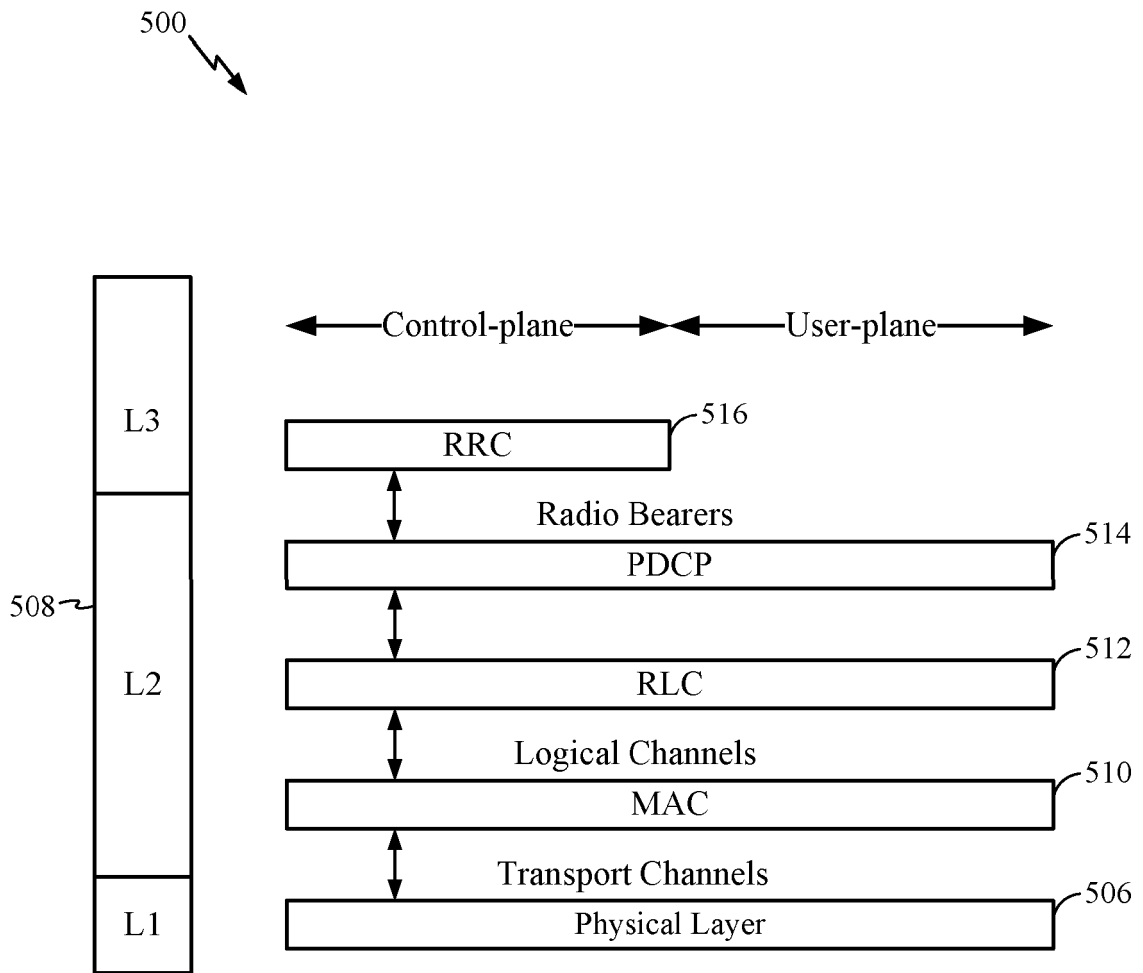 500
Control-plane
User-plane
L3
516
RRC
Radio Bearers
514
PDCP
508
L2
512
RLC
Logical Channels
510
MAC
Transport Channels
506
L1
Physical Layer